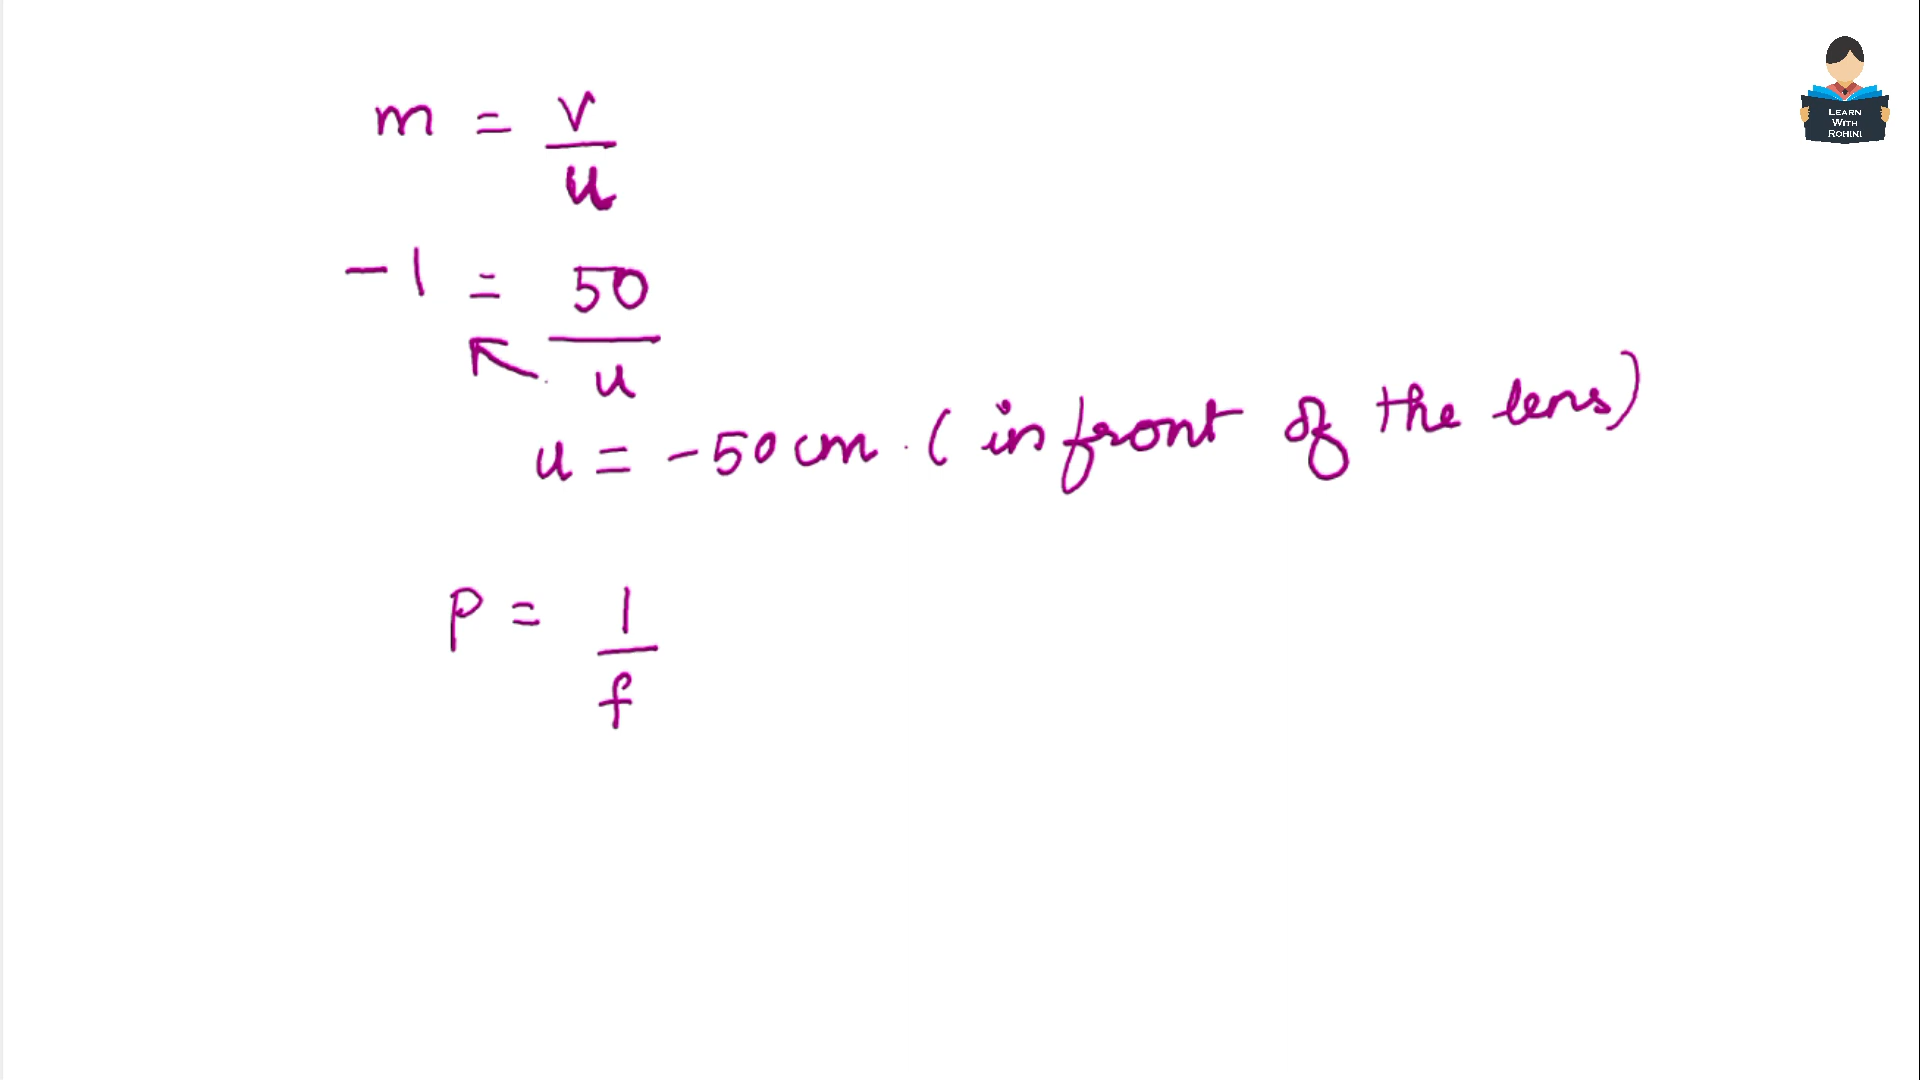 m = v/u
-1 = 50/u
u = -50 cm. (in front of the lens)
P = 1/f
LEARN
WITH
ROHINI